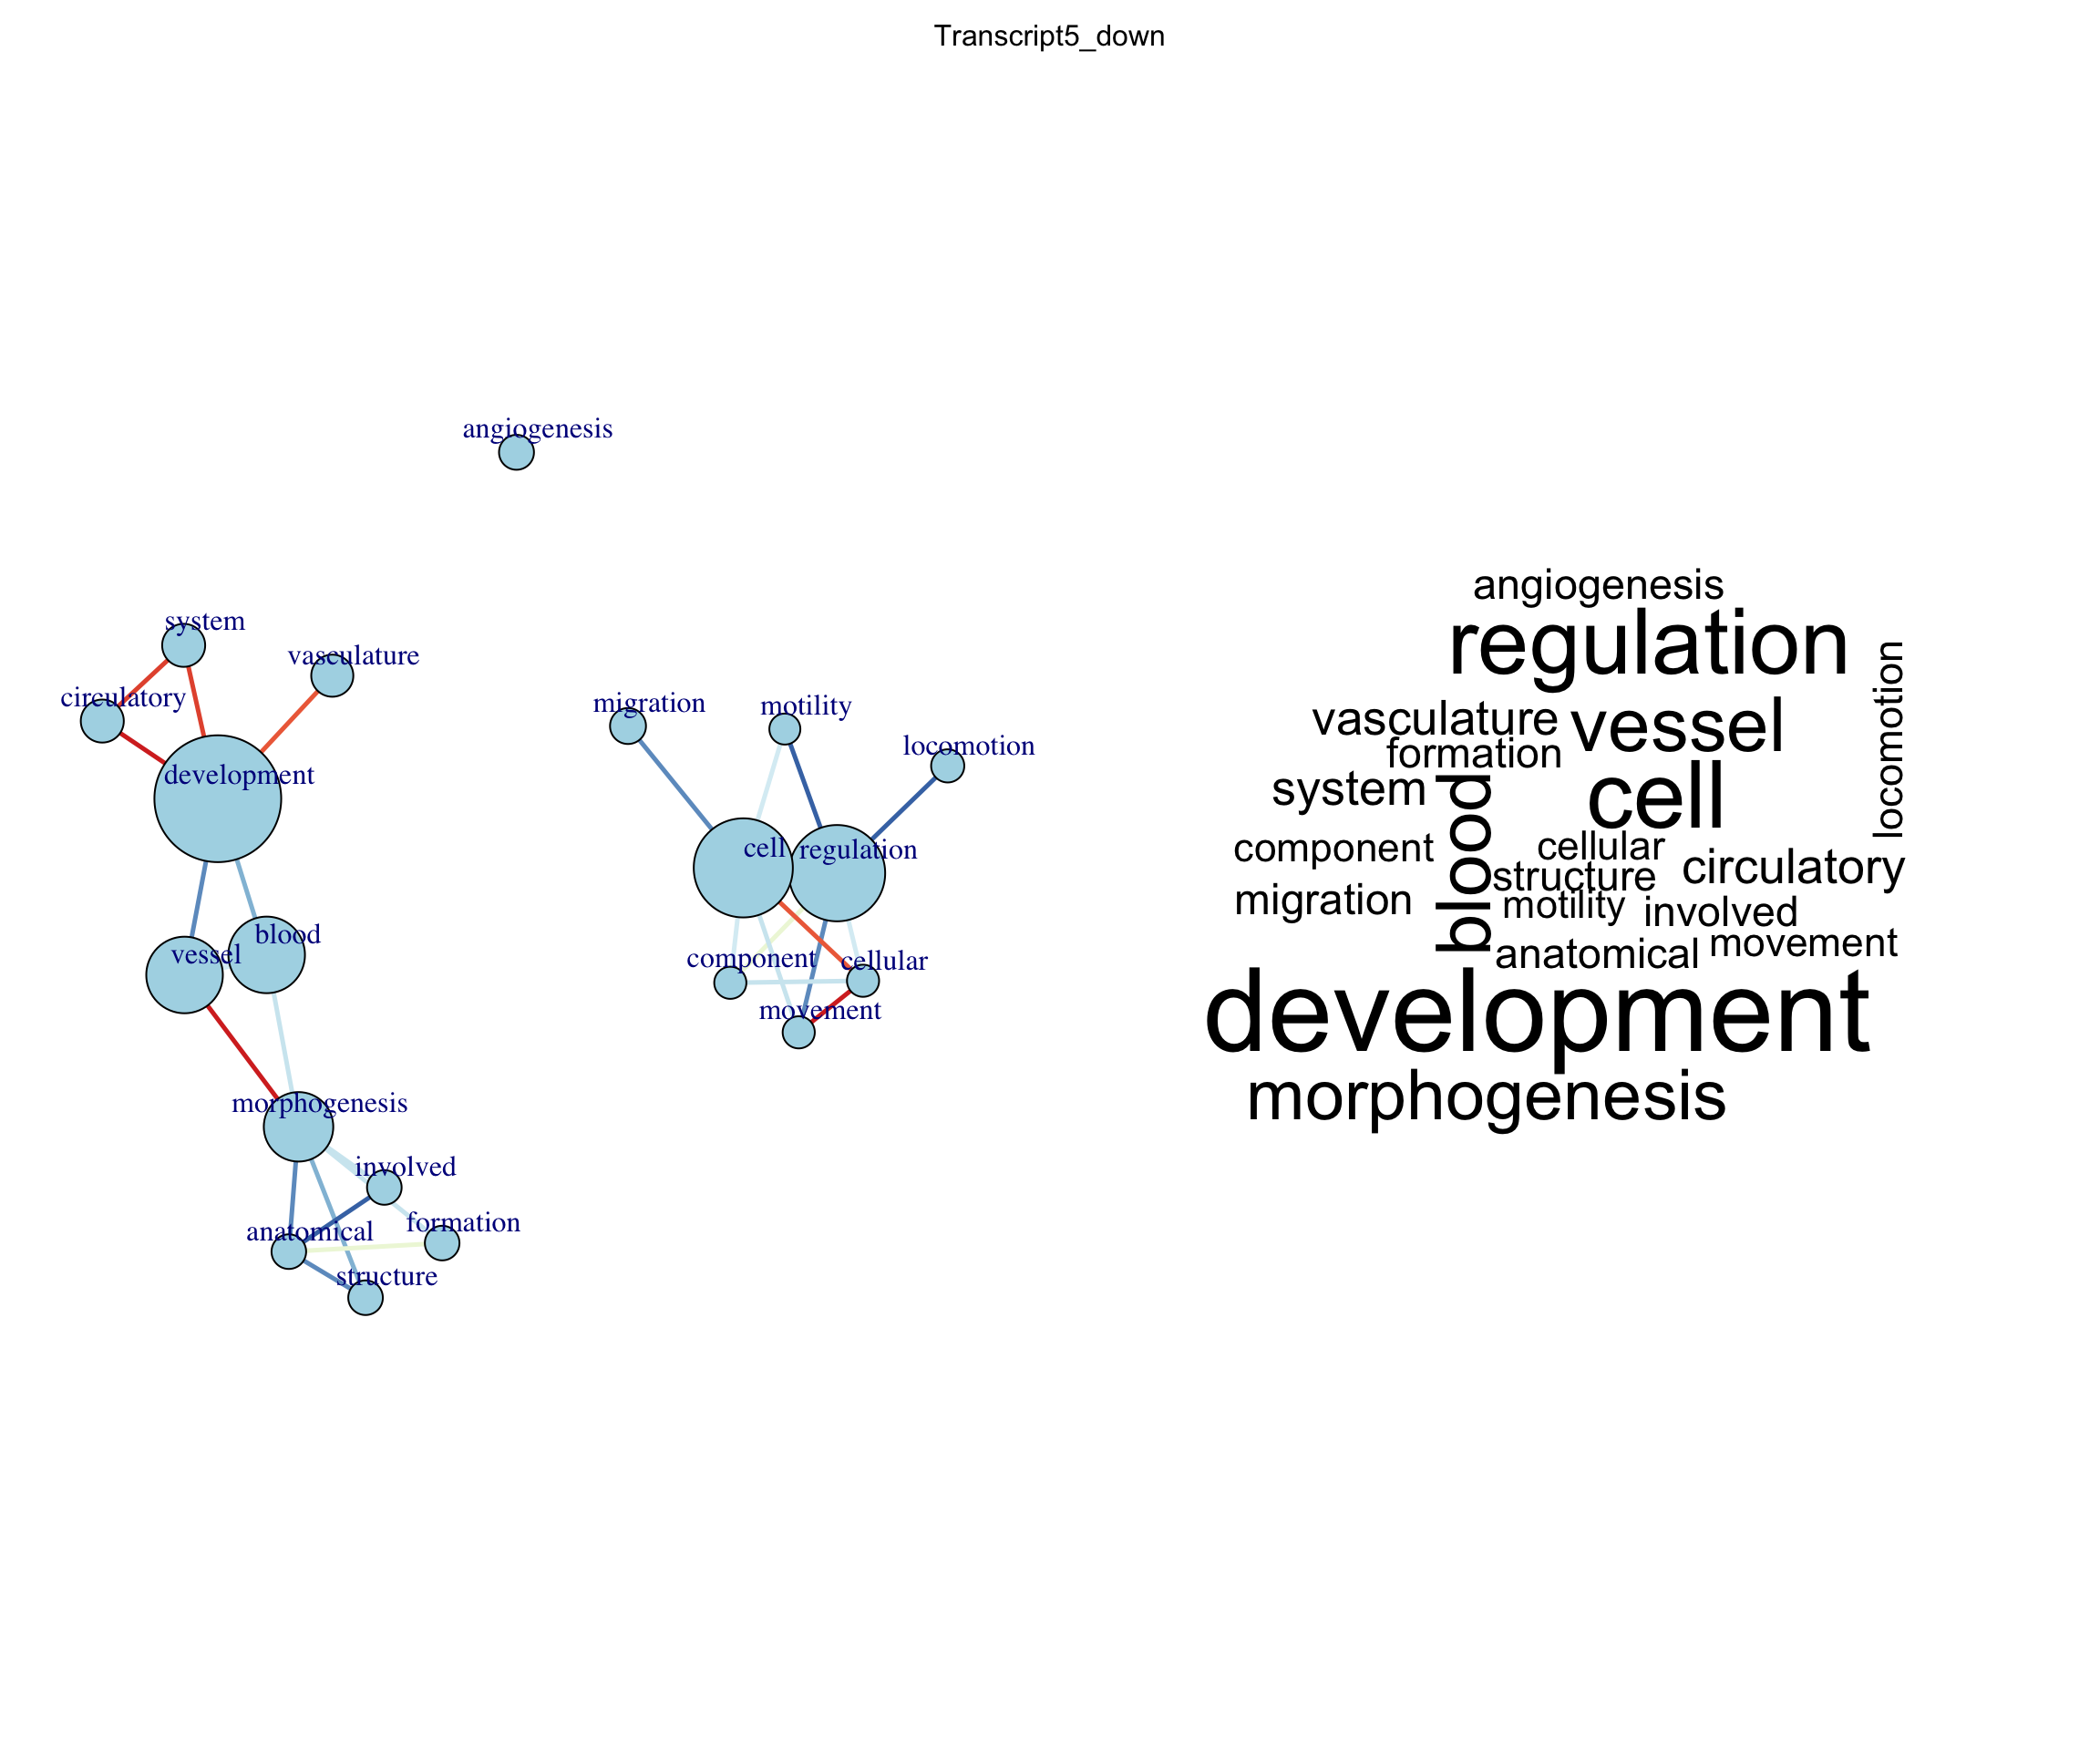 Transcript5_down
angiogenesis
system
vasculature
circulatory
development
blood
vessel
morphogenesis
involved
formation
anatomical
structure
migration
motility
locomotion
cell
regulation
component
cellular
movement
angiogenesis
regulation
locomotion
vasculature
vessel
formation
system
cell
blood
component
cellular
circulatory
structure
migration
motility
involved
anatomical
movement
development
morphogenesis